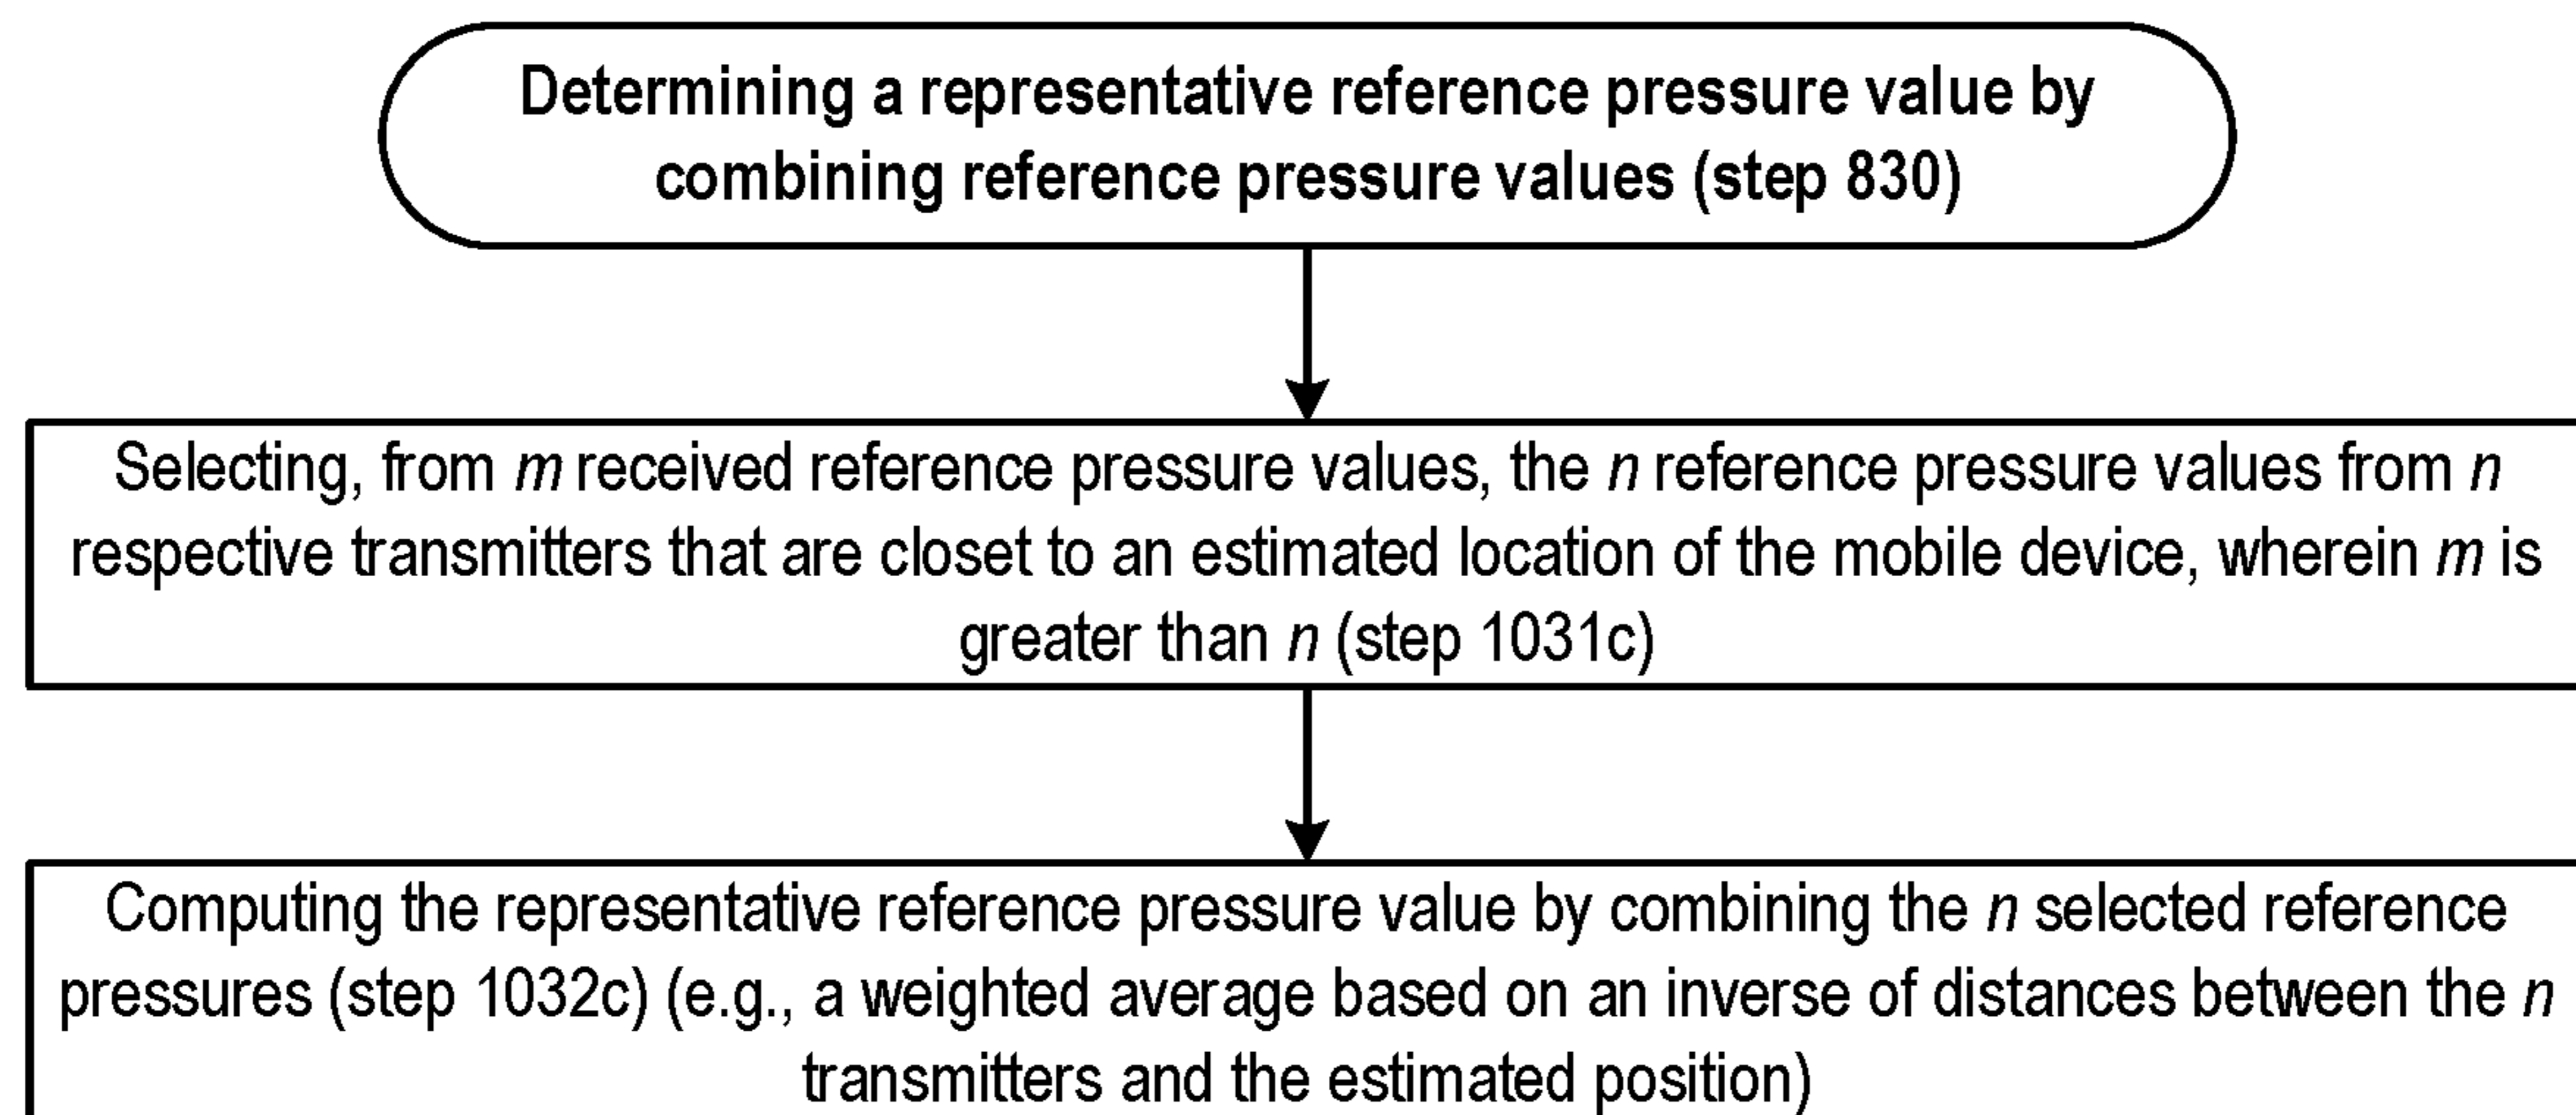 Determining a representative reference pressure value by
combining reference pressure values (step 830)
Selecting, from m received reference pressure values, the n reference pressure values from n
respective transmitters that are closet to an estimated location of the mobile device, wherein m is
greater than n (step 1031c)
Computing the representative reference pressure value by combining the n selected reference
pressures (step 1032c) (e.g., a weighted average based on an inverse of distances between the n
transmitters and the estimated position)